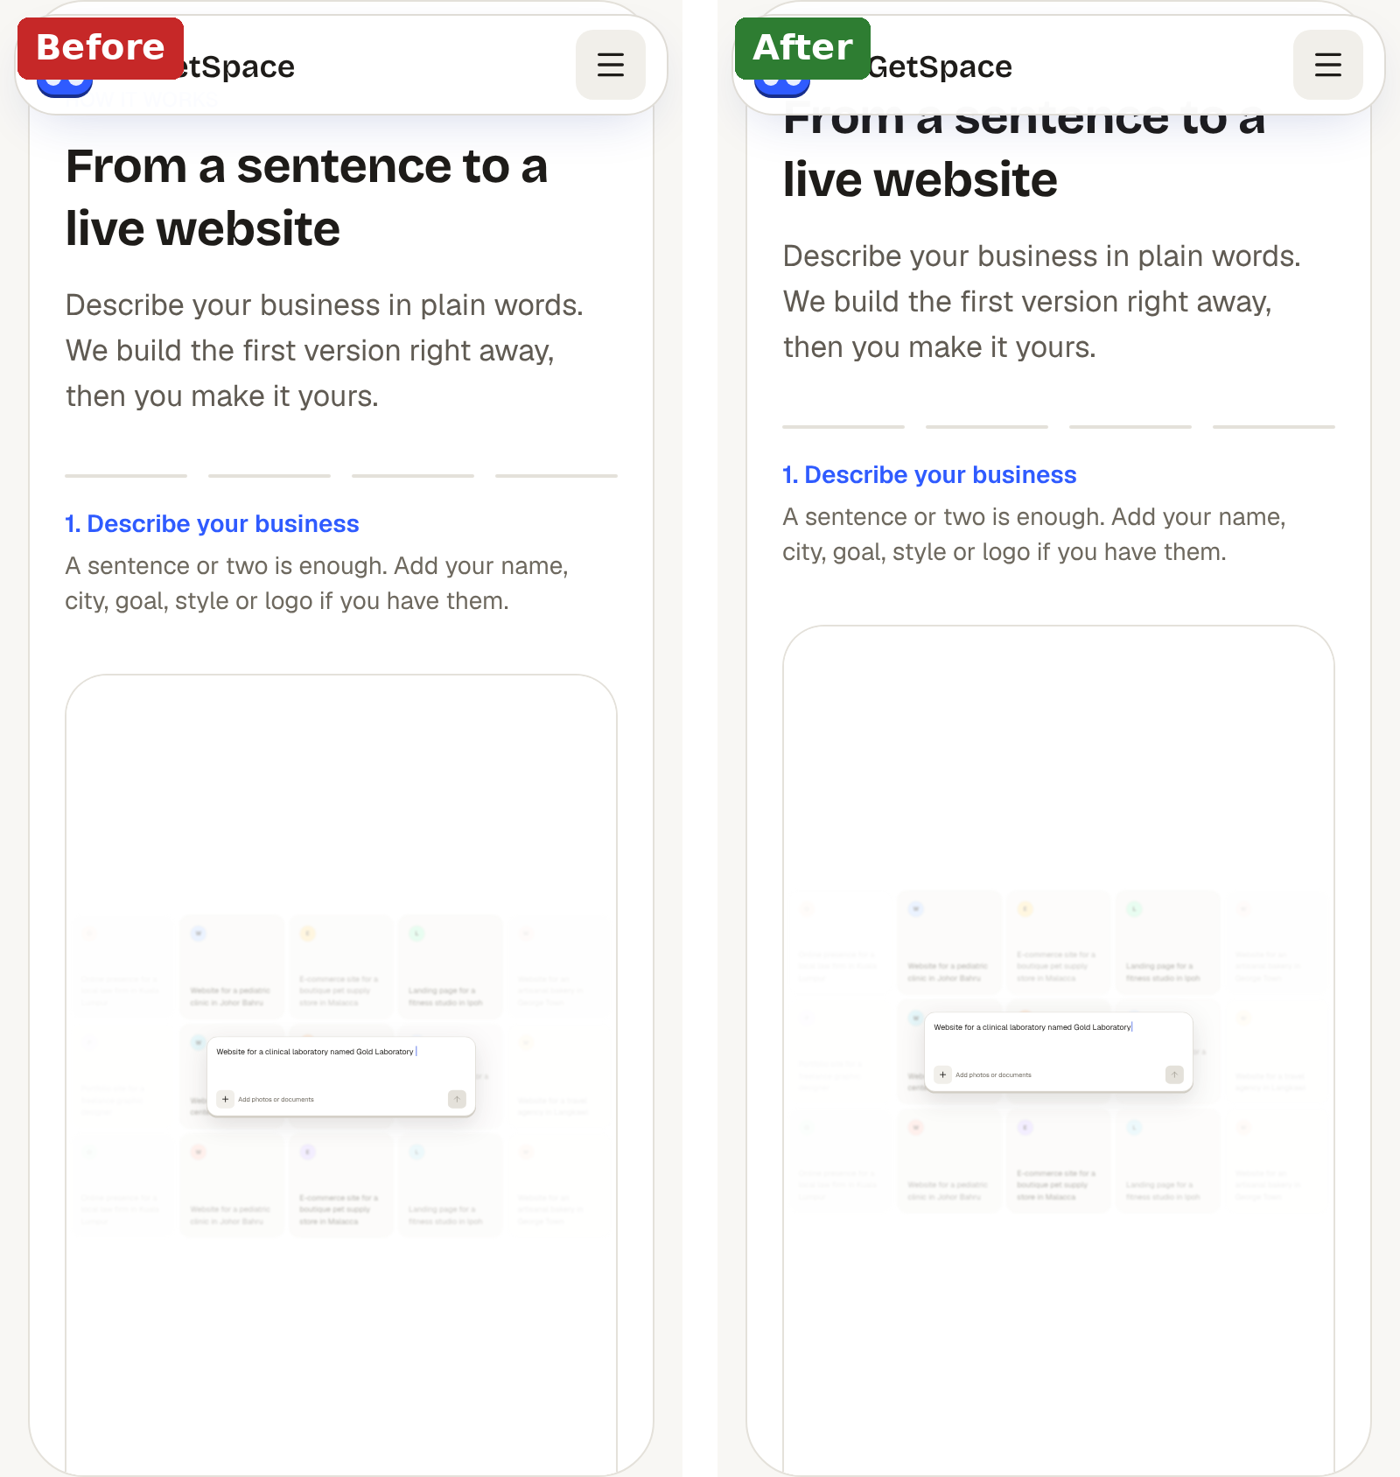 Before
etSpace
HOW IT WORKS
From a sentence to a
live website
Describe your business in plain words.
We build the first version right away,
then you make it yours.
1. Describe your business
A sentence or two is enough. Add your name,
city, goal, style or logo if you have them.
W
E
L
Website for a pediatric
clinic in Johor Bahru
E-commerce site for a
boutique pet supply
store in Malacca
Landing page for a
fitness studio in Ipoh
Website for a clinical laboratory named Gold Laboratory
+ Add photos or documents
W
E
L
Website for a pediatric
clinic in Johor Bahru
E-commerce site for a
boutique pet supply
store in Malacca
Landing page for a
fitness studio in Ipoh
After
GetSpace
From a sentence to a
live website
Describe your business in plain words.
We build the first version right away,
then you make it yours.
1. Describe your business
A sentence or two is enough. Add your name,
city, goal, style or logo if you have them.
W
E
L
Website for a pediatric
clinic in Johor Bahru
E-commerce site for a
boutique pet supply
store in Malacca
Landing page for a
fitness studio in Ipoh
Website for a clinical laboratory named Gold Laboratory
+ Add photos or documents
W
E
L
Website for a pediatric
clinic in Johor Bahru
E-commerce site for a
boutique pet supply
store in Malacca
Landing page for a
fitness studio in Ipoh